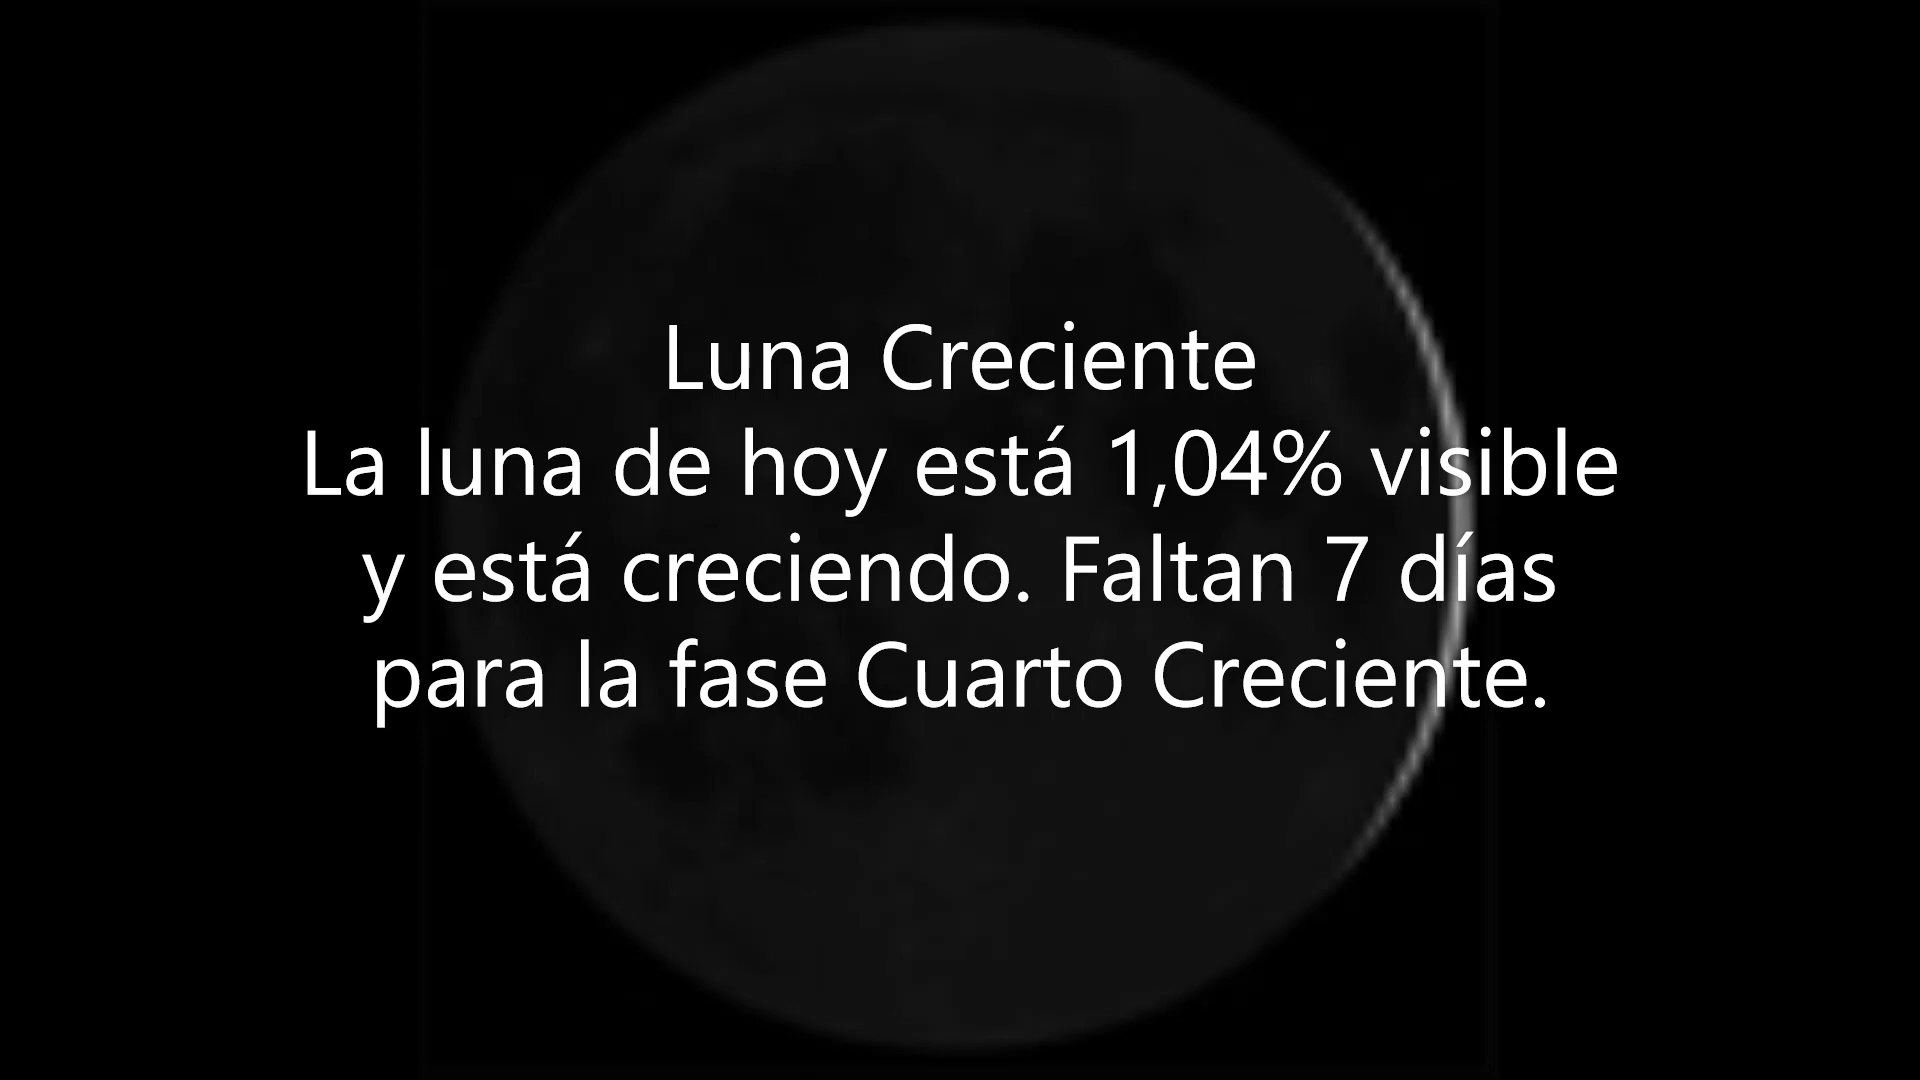 Luna Creciente
La luna de hoy está 1,04% visible
y está creciendo. Faltan 7 días
para la fase Cuarto Creciente.